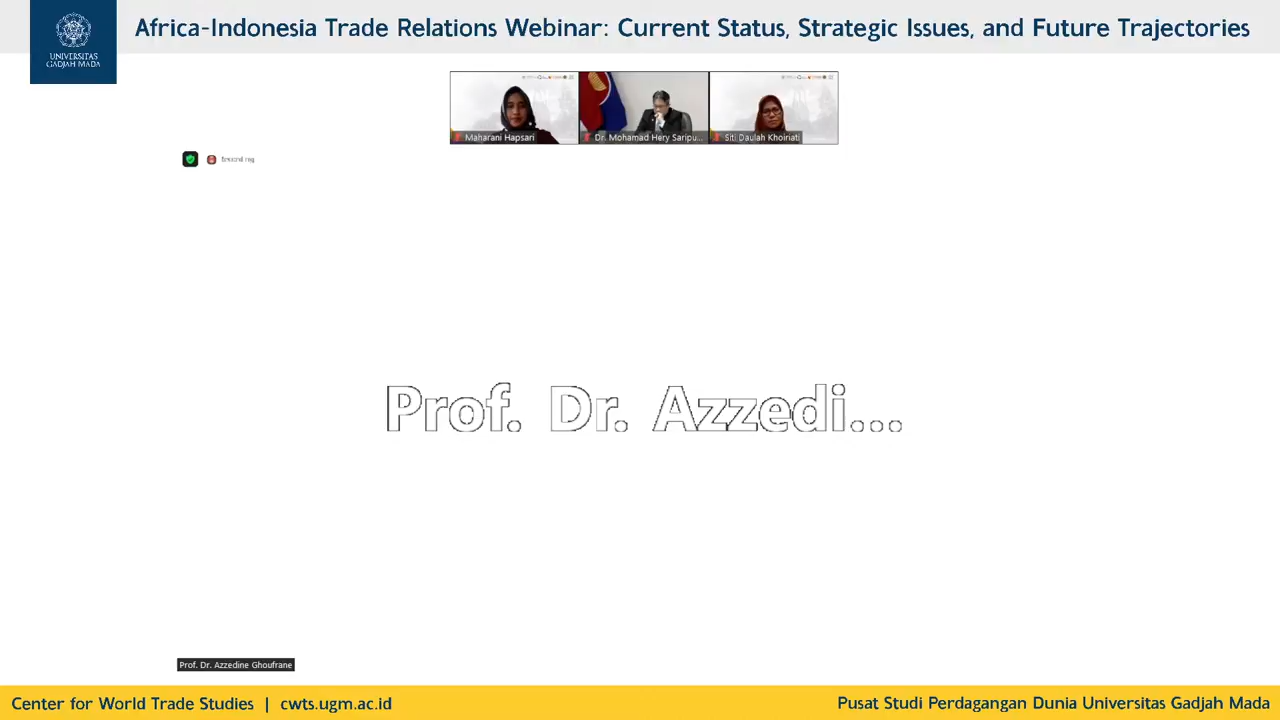 UNIVERSITAS
GADJAH MADA
Africa-Indonesia Trade Relations Webinar: Current Status, Strategic Issues, and Future Trajectories
Maharani Hapsari
Dr. Mohamad Hery Saripu...
Siti Daulah Khoiriati
Prof. Dr. Azzedi...
Prof. Dr. Azzedine Ghoufrane
Center for World Trade Studies | cwts.ugm.ac.id
Pusat Studi Perdagangan Dunia Universitas Gadjah Mada